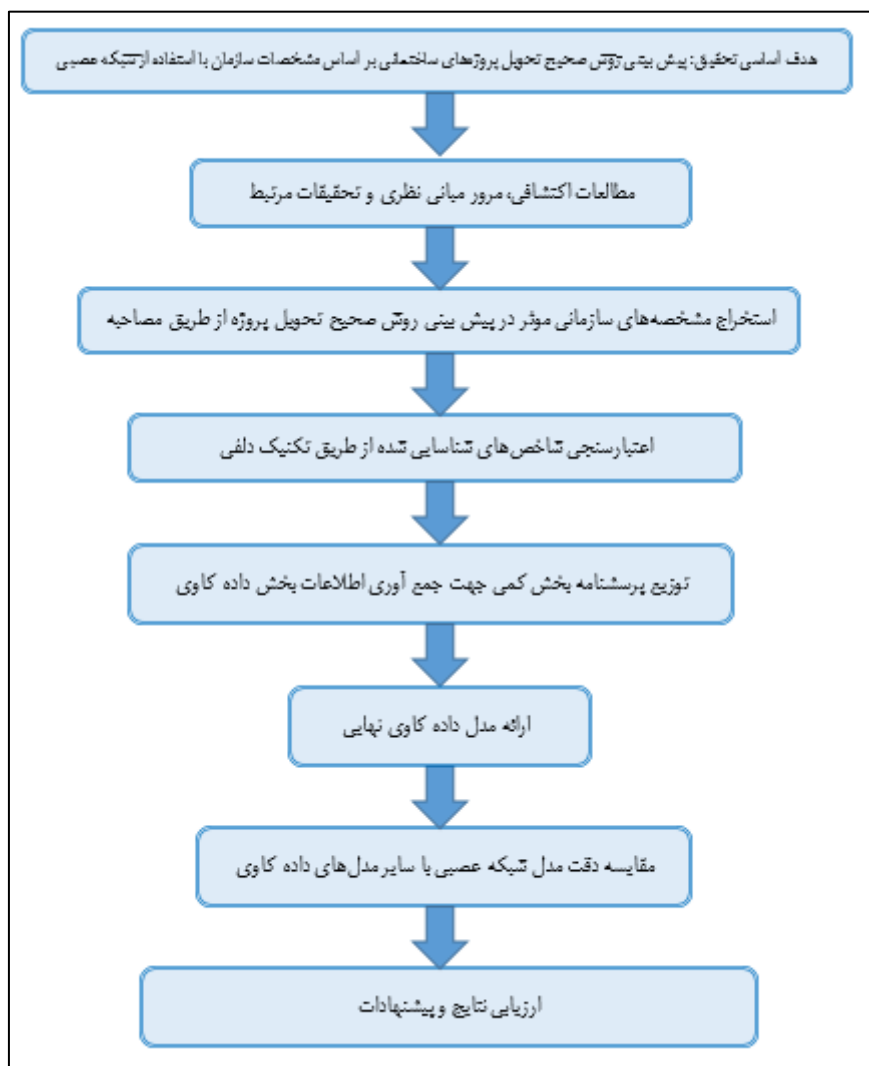 هدف اساسی تحقیق: پیش بینی روش صحیح تحویل پروژه‌های ساختمانی بر اساس مشخصات سازمان با استفاده از شبکه عصبی
مطالعات اکتشافی، مرور مبانی نظری و تحقیقات مرتبط
استخراج مشخصه‌های سازمانی موثر در پیش بینی روش صحیح تحویل پروژه از طریق مصاحبه
اعتبارسنجی شاخص‌های شناسایی شده از طریق تکنیک دلفی
توزیع پرسشنامه بخش کمی جهت جمع آوری اطلاعات بخش داده کاوی
ارائه مدل داده کاوی نهایی
مقایسه دقت مدل شبکه عصبی با سایر مدل‌های داده کاوی
ارزیابی نتایج و پیشنهادات